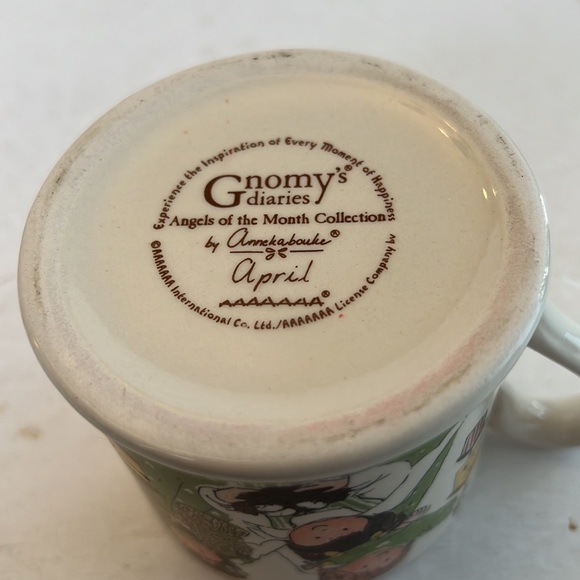 Experience the Inspiration of Every Moment of Happiness
Gnomy's®
diaries
Angels of the Month Collection
by Annekabouke®
April
AAAAAAA®
©AAAAAAA International Co. Ltd./AAAAAAA License Company bv